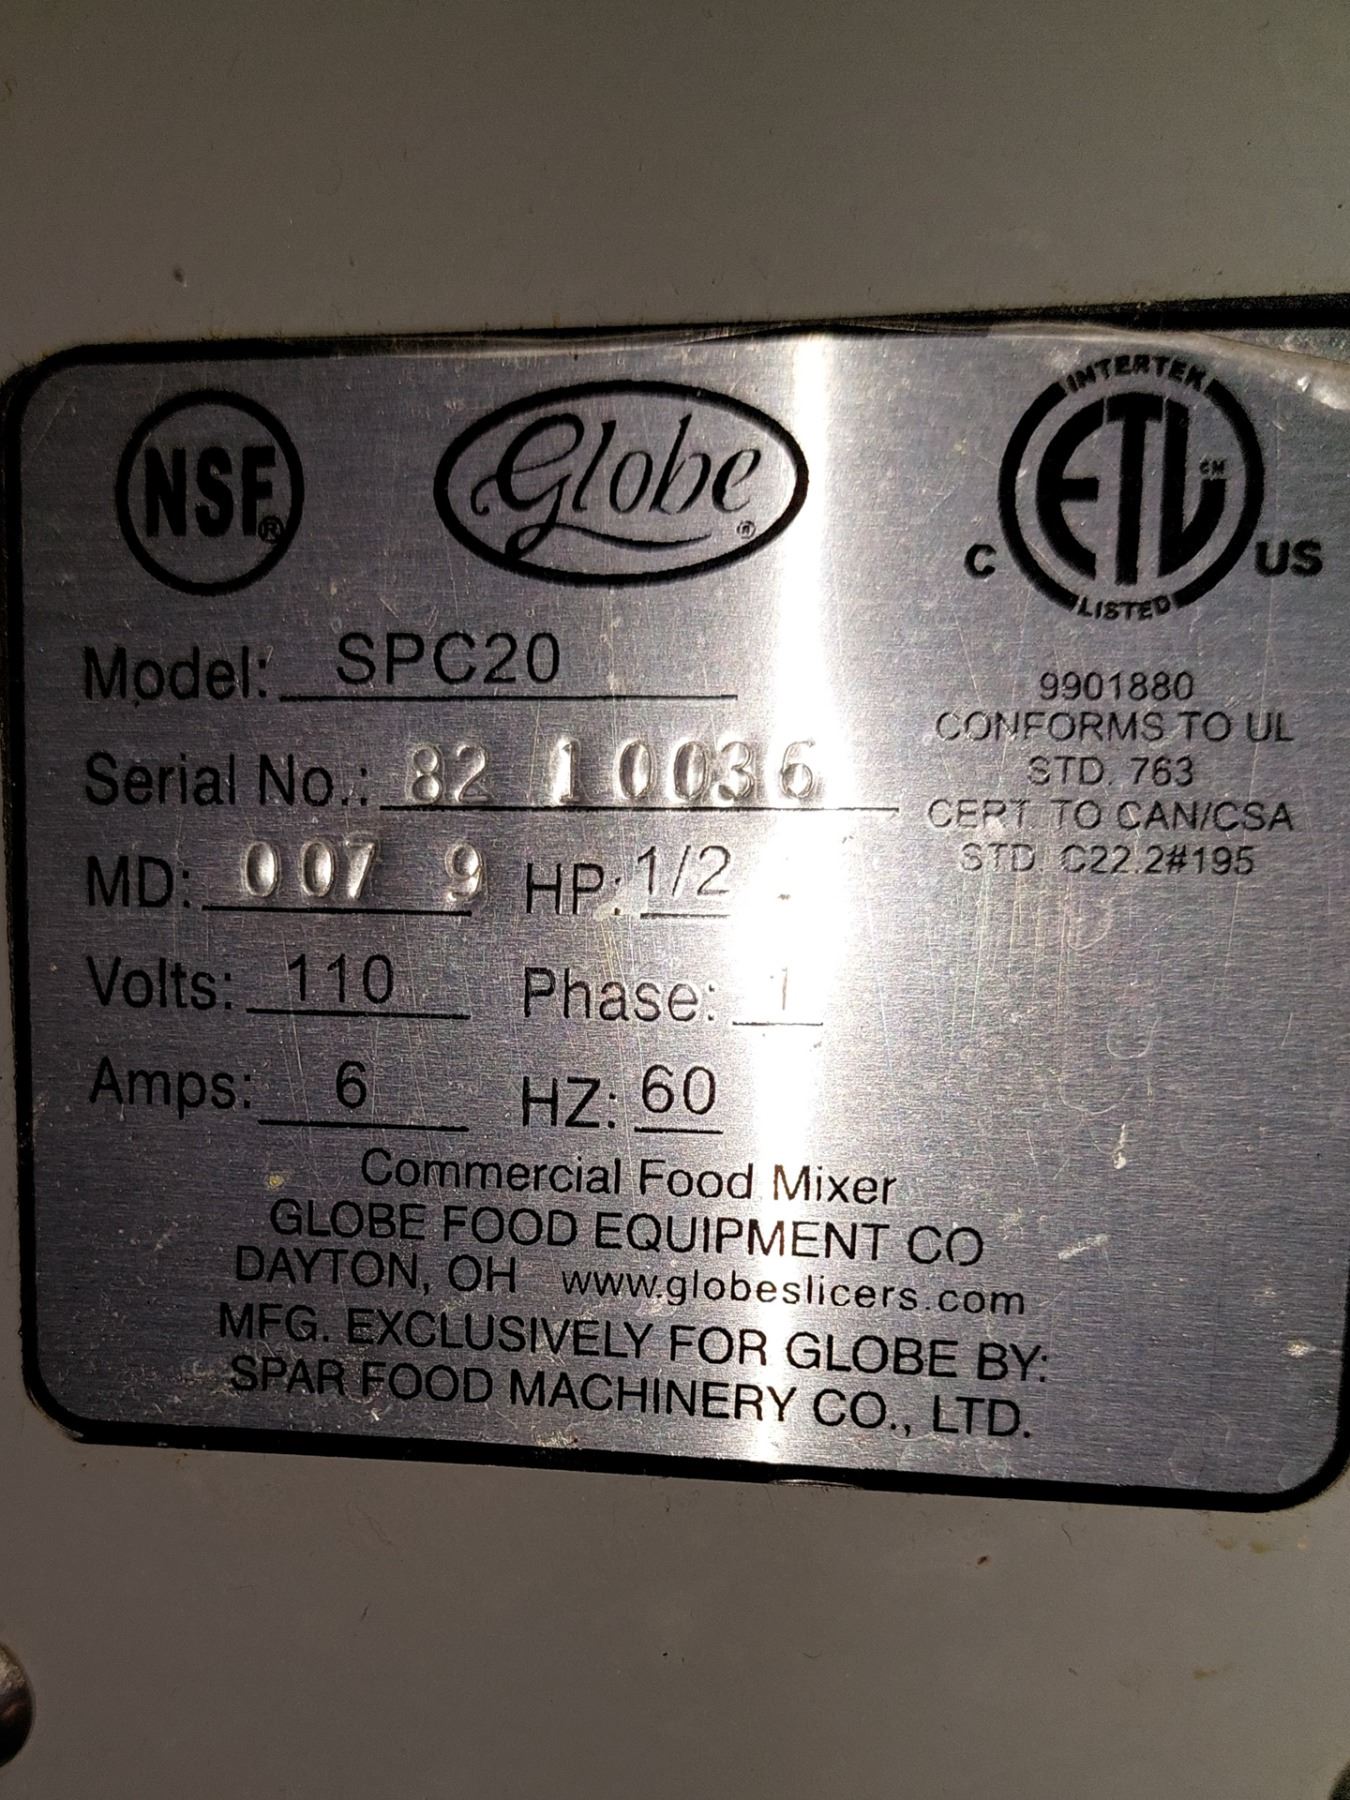 NSF®
Globe®
INTERTEK
ETL CM
C US
LISTED
Model: SPC20
9901880
CONFORMS TO UL
STD. 763
CERT. TO CAN/CSA
STD. C22.2#195
Serial No.: 82 10036
MD: 007 9 HP: 1/2
Volts: 110 Phase: 1
Amps: 6 HZ: 60
Commercial Food Mixer
GLOBE FOOD EQUIPMENT CO
DAYTON, OH www.globeslicers.com
MFG. EXCLUSIVELY FOR GLOBE BY:
SPAR FOOD MACHINERY CO., LTD.